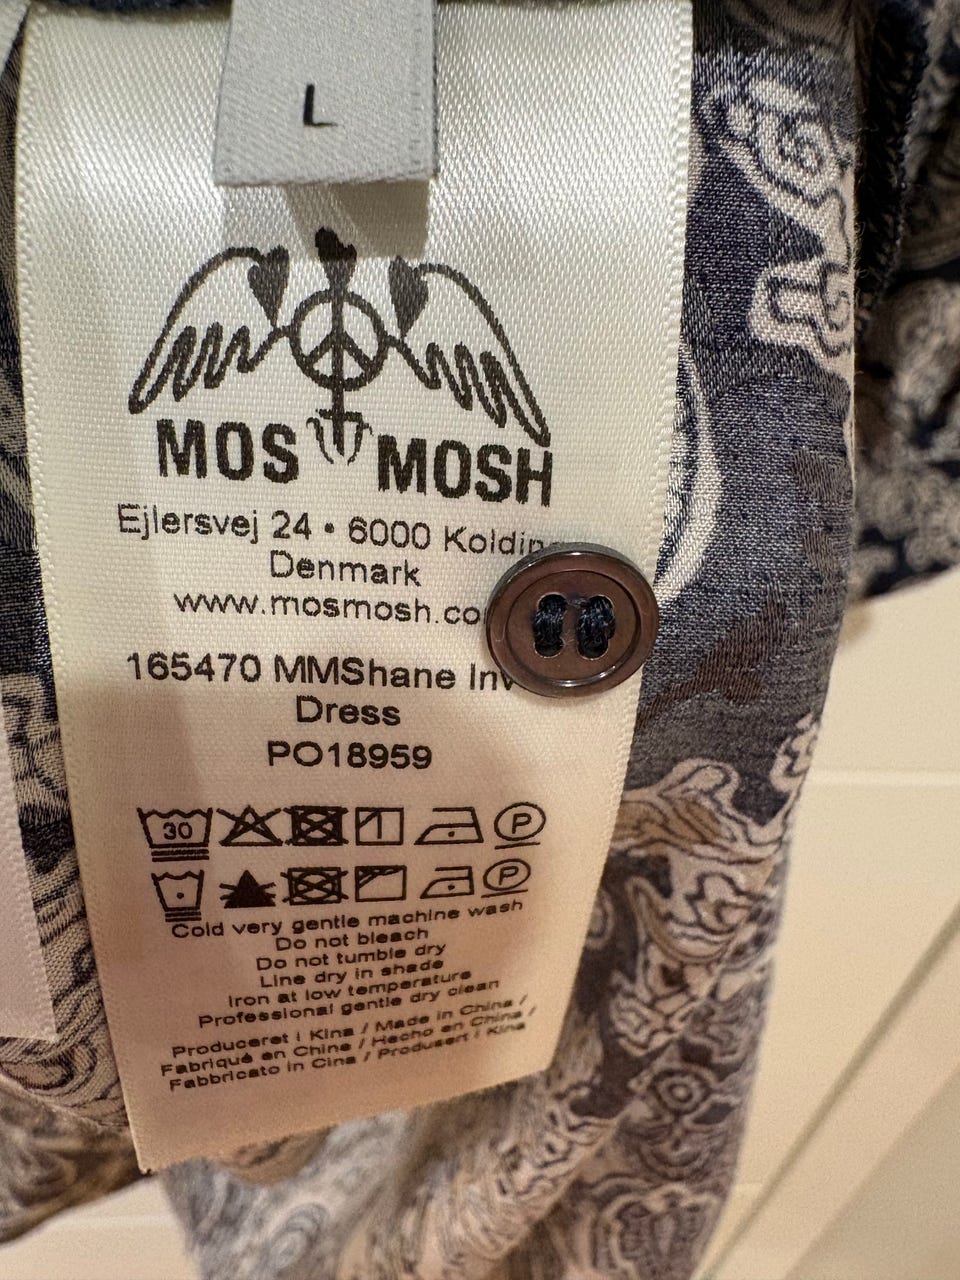 L
MOS MOSH
Ejlersvej 24 • 6000 Kolding
Denmark
www.mosmosh.co
165470 MMShane Inv
Dress
PO18959
30 1 P
P
Cold very gentle machine wash
Do not bleach
Do not tumble dry
Line dry in shade
Iron at low temperature
Professional gentle dry clean
Produceret i Kina / Made in China /
Fabriqué en Chine / Hecho en China /
Fabbricato in Cina / Produsert i Kina